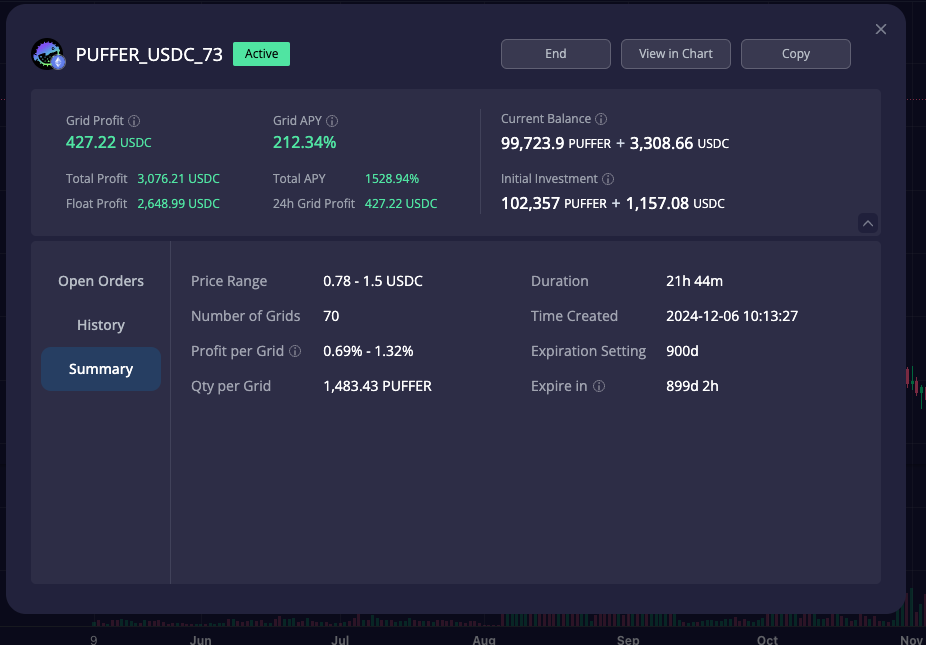 PUFFER_USDC_73 Active End View in Chart Copy
Grid Profit Grid APY Current Balance
427.22 USDC 212.34% 99,723.9 PUFFER + 3,308.66 USDC
Total Profit 3,076.21 USDC Total APY 1528.94% Initial Investment
Float Profit 2,648.99 USDC 24h Grid Profit 427.22 USDC 102,357 PUFFER + 1,157.08 USDC
Open Orders Price Range 0.78 - 1.5 USDC Duration 21h 44m
History Number of Grids 70 Time Created 2024-12-06 10:13:27
Profit per Grid 0.69% - 1.32% Expiration Setting 900d
Summary Qty per Grid 1,483.43 PUFFER Expire in 899d 2h
9 Jun Jul Aug Sep Oct Nov